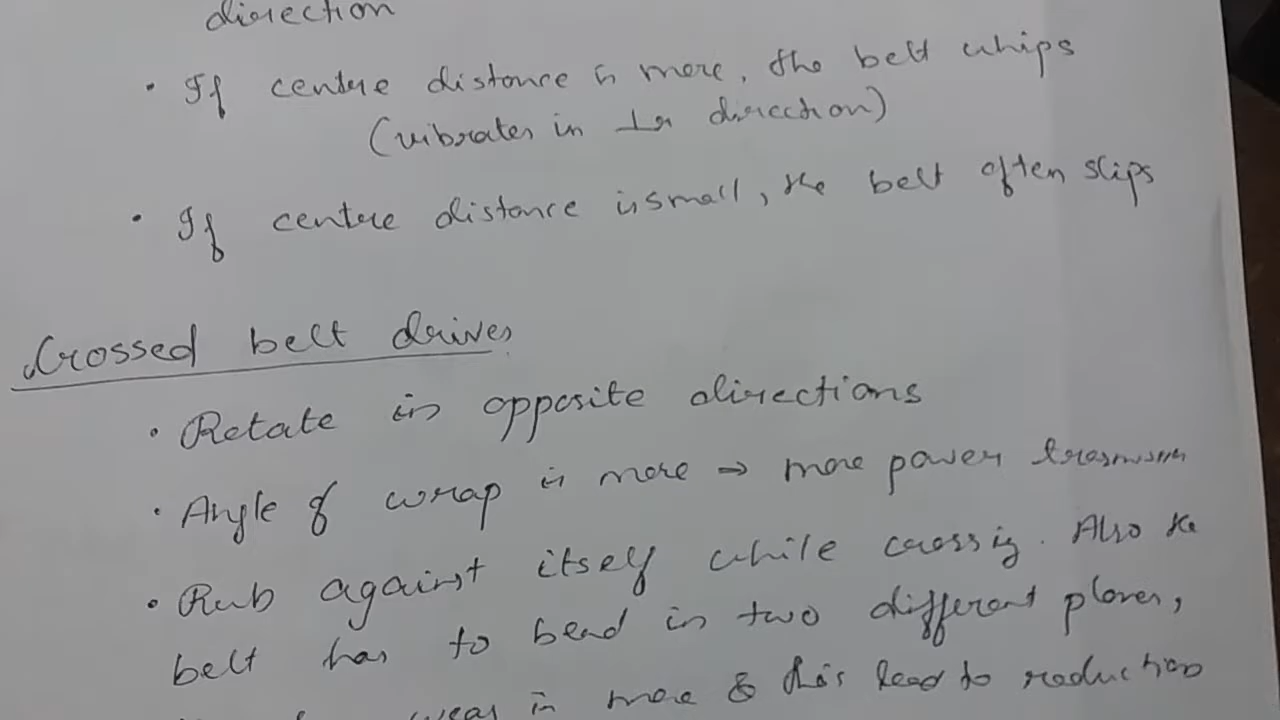 direction
• If centre distance is more, the belt whips
(vibrates in ⊥r direction)
• If centre distance is small, the belt often slips
Crossed belt drives
• Rotate in opposite directions
• Angle of wrap is more → more power
• Rub against itself while crossing. Also the
belt has to bend in two different planes,
wear is more & this lead to reduction